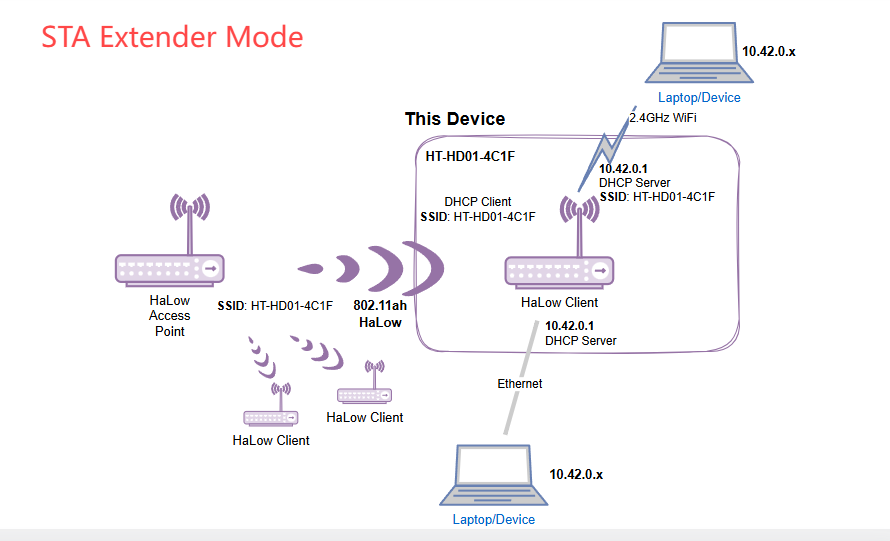 STA Extender Mode
10.42.0.x
Laptop/Device
This Device
2.4GHz WiFi
HT-HD01-4C1F
10.42.0.1
DHCP Server
SSID: HT-HD01-4C1F
DHCP Client
SSID: HT-HD01-4C1F
HaLow
Access
Point
SSID: HT-HD01-4C1F
802.11ah
HaLow
HaLow Client
10.42.0.1
DHCP Server
Ethernet
HaLow Client
HaLow Client
10.42.0.x
Laptop/Device